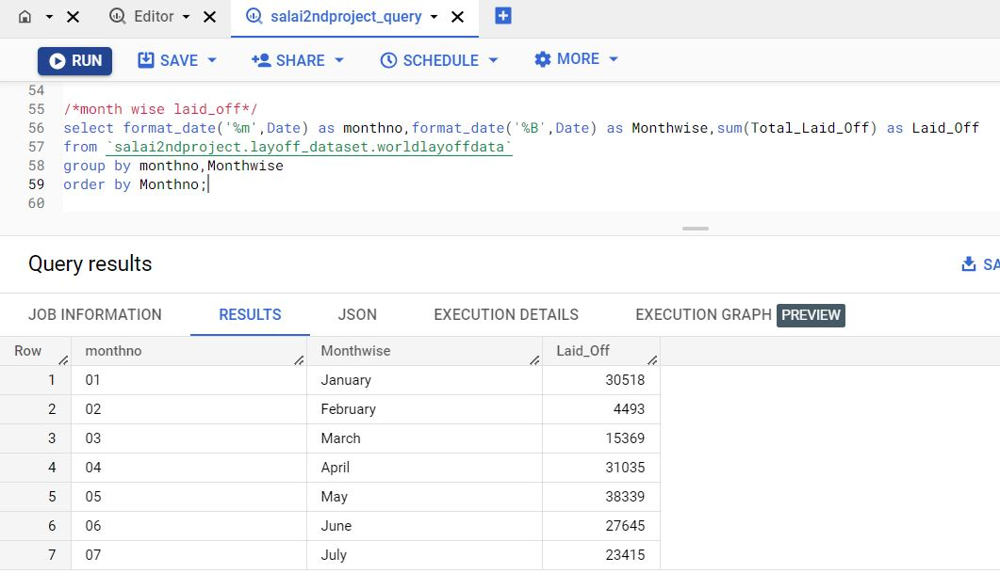 Editor salai2ndproject_query
RUN SAVE SHARE SCHEDULE MORE
54
55 /*month wise laid_off*/
56 select format_date('%m',Date) as monthno,format_date('%B',Date) as Monthwise,sum(Total_Laid_Off) as Laid_Off
57 from `salai2ndproject.layoff_dataset.worldlayoffdata`
58 group by monthno,Monthwise
59 order by Monthno;
60
Query results SA
JOB INFORMATION RESULTS JSON EXECUTION DETAILS EXECUTION GRAPH PREVIEW
Row monthno Monthwise Laid_Off
1 01 January 30518
2 02 February 4493
3 03 March 15369
4 04 April 31035
5 05 May 38339
6 06 June 27645
7 07 July 23415